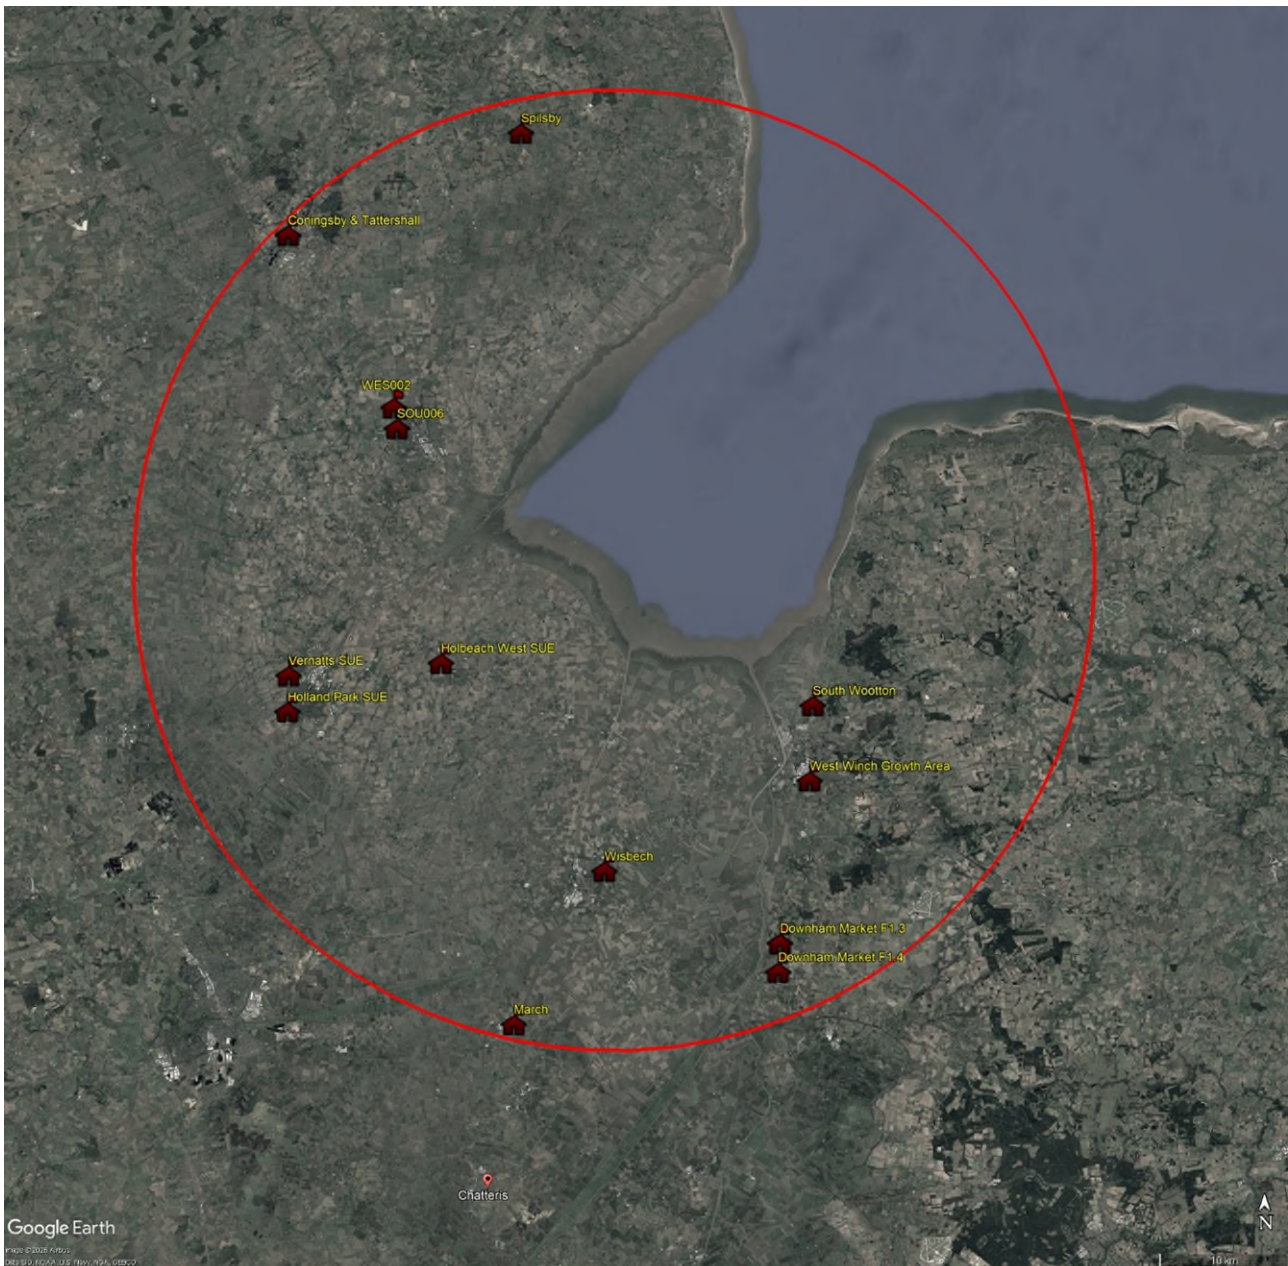 Spilsby
Coningsby & Tattershall
WES002
SOU006
Holbeach West SUE
Vernatts SUE
Holland Park SUE
South Wootton
West Winch Growth Area
Wisbech
Downham Market F1.3
Downham Market F1.4
March
Chatteris
N
Google Earth
10 km